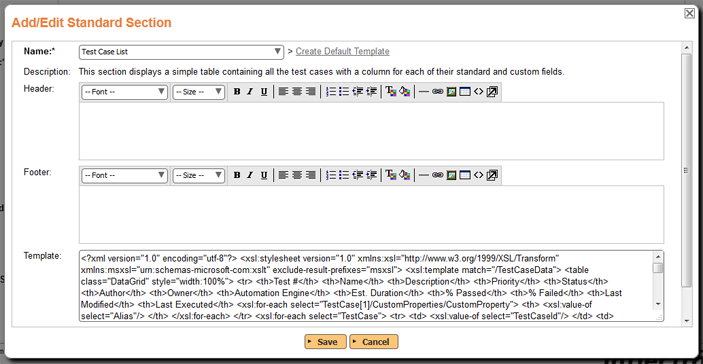 Add/Edit Standard Section
Name:* Test Case List > Create Default Template
Description: This section displays a simple table containing all the test cases with a column for each of their standard and custom fields.
Header: -- Font -- -- Size -- B I U
Footer: -- Font -- -- Size -- B I U
Template:
<?xml version="1.0" encoding="utf-8"?> <xsl:stylesheet version="1.0" xmlns:xsl="http://www.w3.org/1999/XSL/Transform"
xmlns:msxsl="urn:schemas-microsoft-com:xslt" exclude-result-prefixes="msxsl"> <xsl:template match="/TestCaseData"> <table
class="DataGrid" style="width:100%"> <tr> <th>Test #</th> <th>Name</th> <th>Description</th> <th>Priority</th> <th>Status</th>
<th>Author</th> <th>Owner</th> <th>Automation Engine</th> <th>Est. Duration</th> <th>% Passed</th> <th>% Failed</th> <th>Last
Modified</th> <th>Last Executed</th> <xsl:for-each select="TestCase[1]/CustomProperties/CustomProperty"> <th> <xsl:value-of
select="Alias"/> </th> </xsl:for-each> </tr> <xsl:for-each select="TestCase"> <tr> <td> <xsl:value-of select="TestCaseId"/> </td> <td>
Save Cancel